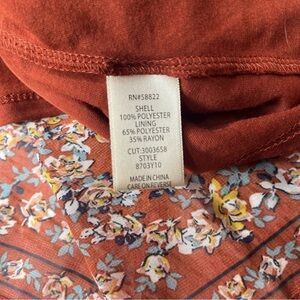 RN#58822
SHELL
100% POLYESTER
LINING
65% POLYESTER
35% RAYON
CUT:3003658
STYLE
8703Y10
MADE IN CHINA
CARE ON REVERSE